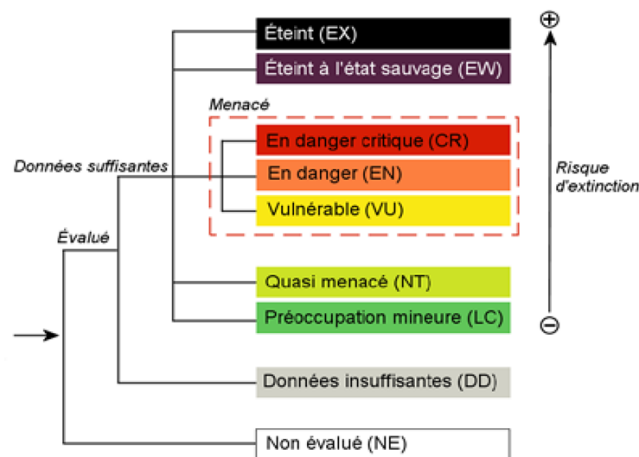 Éteint (EX)
Éteint à l'état sauvage (EW)
Menacé
En danger critique (CR)
Données suffisantes
En danger (EN)
Risque
d'extinction
Vulnérable (VU)
Évalué
Quasi menacé (NT)
Préoccupation mineure (LC)
Données insuffisantes (DD)
Non évalué (NE)